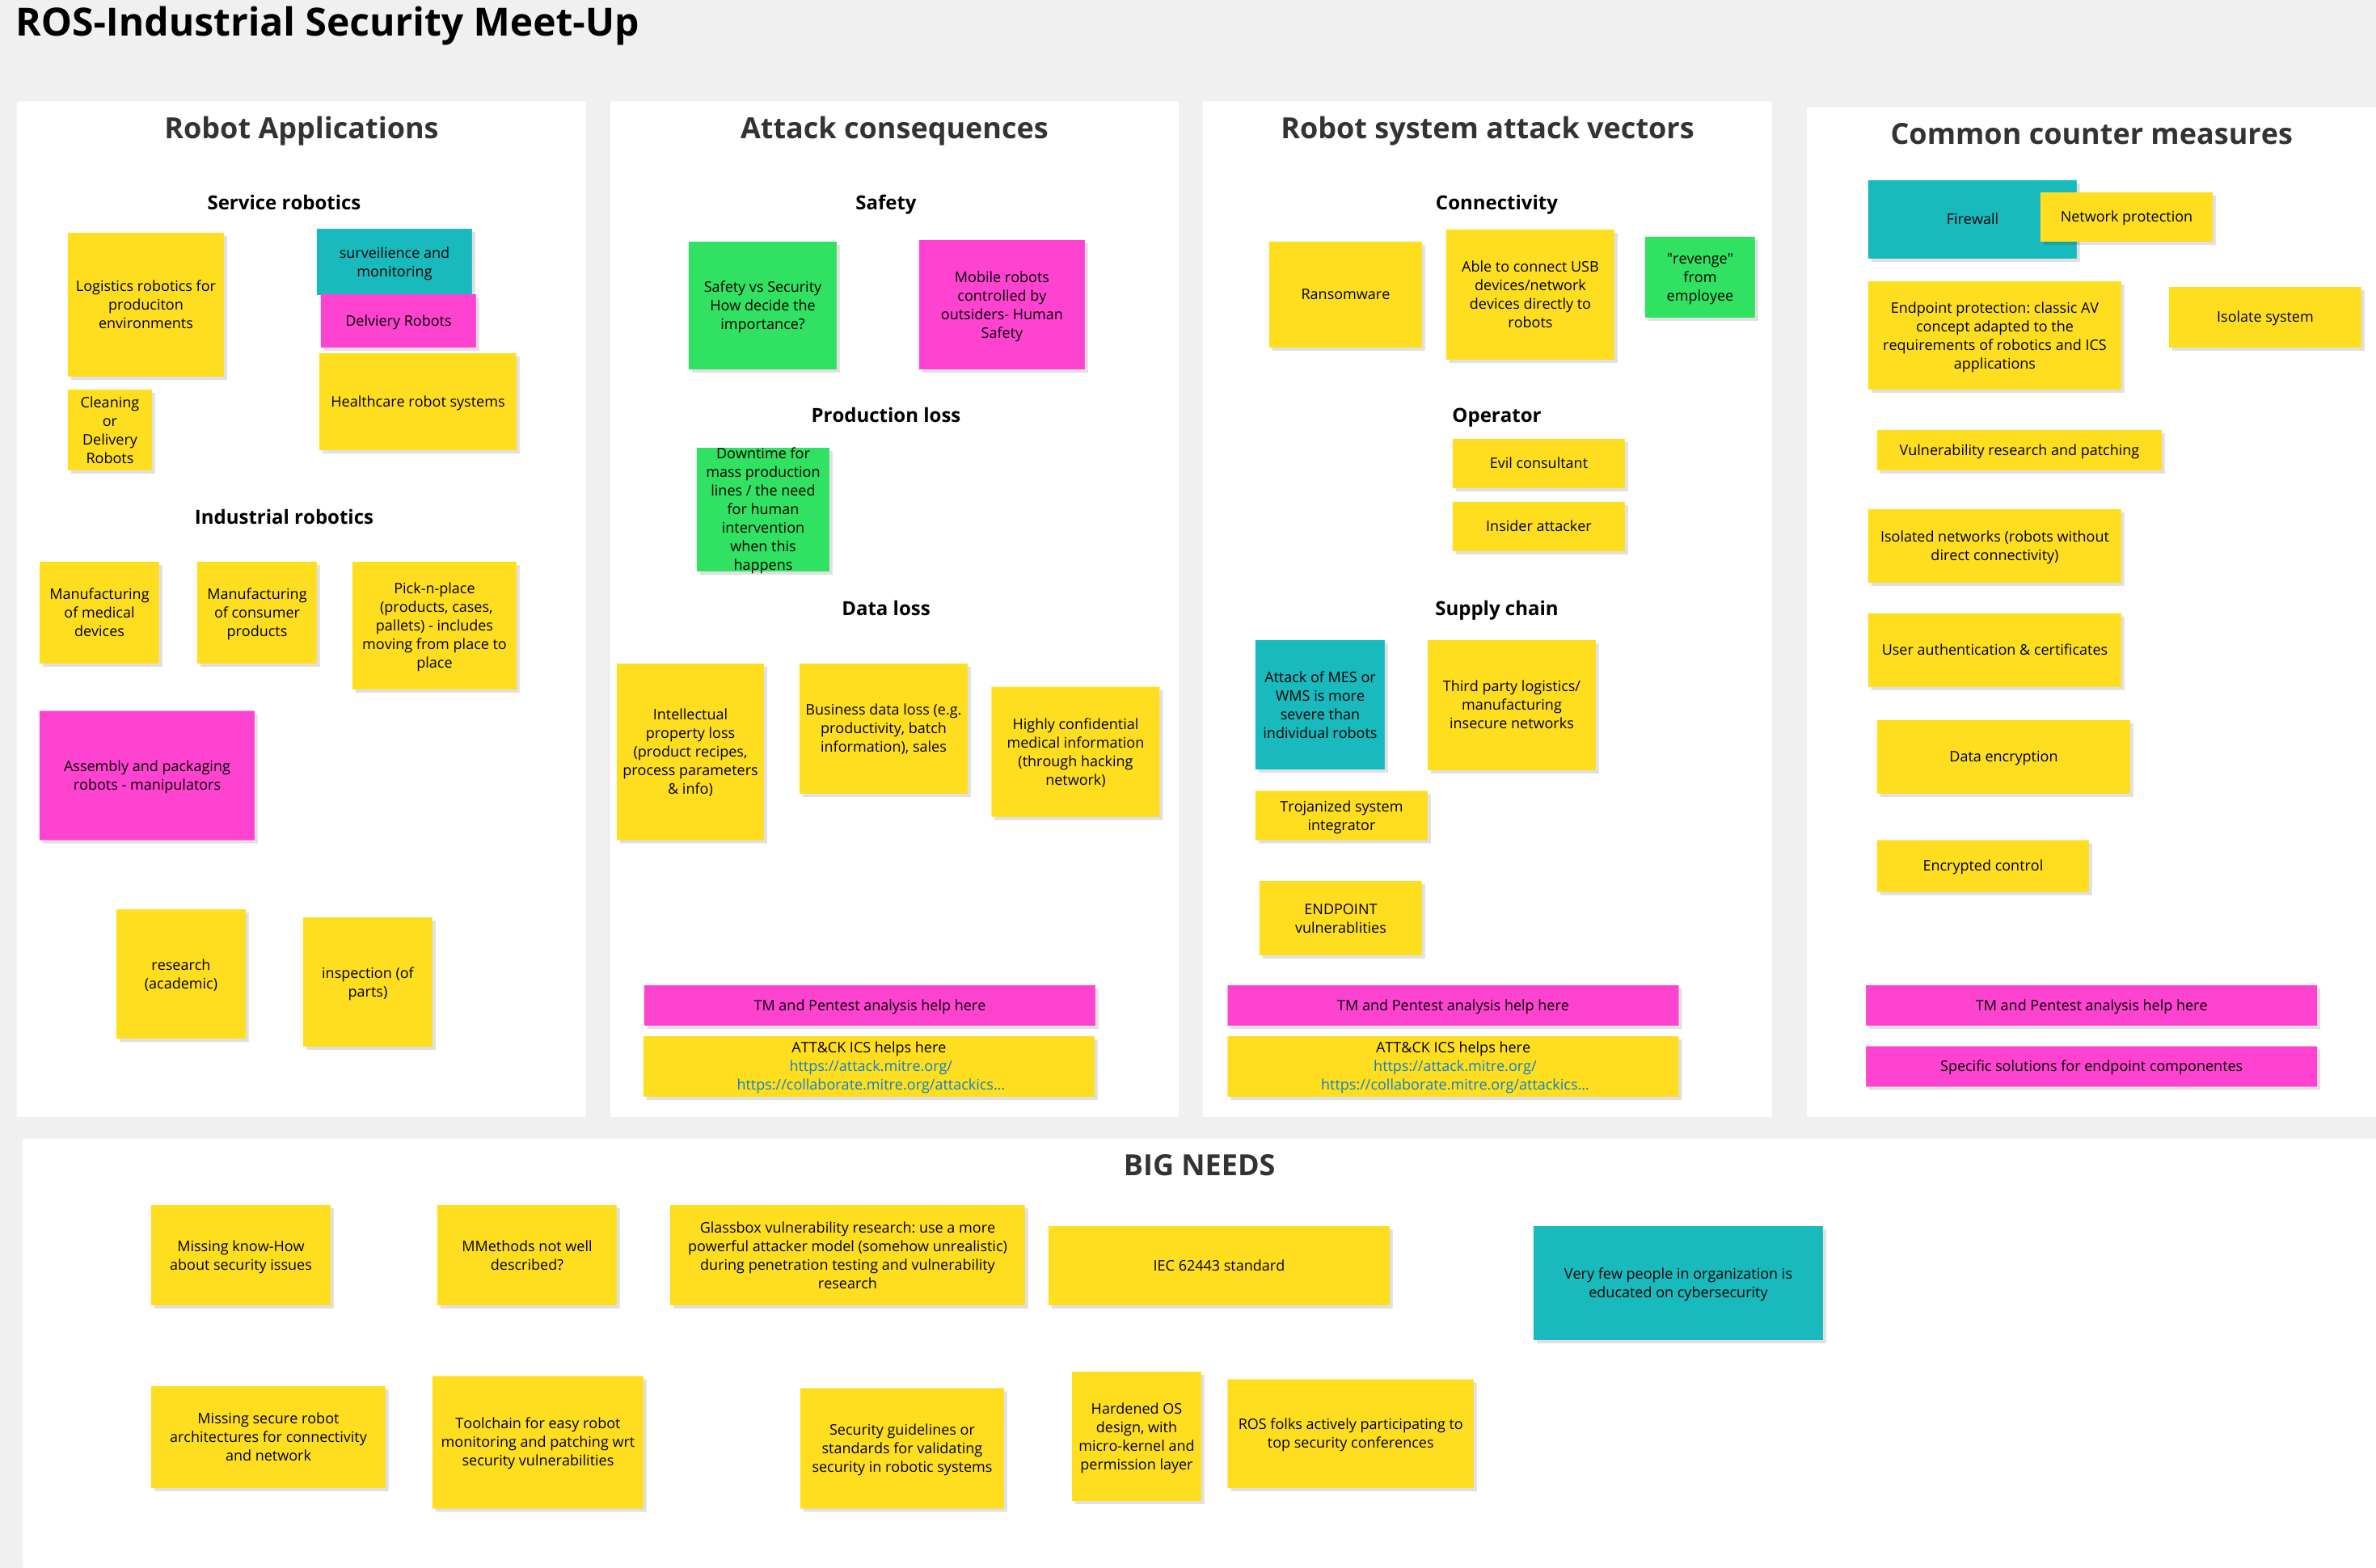 ROS-Industrial Security Meet-Up
Robot Applications
Service robotics
Logistics robotics for
produciton
environments
surveilience and
monitoring
Delviery Robots
Healthcare robot systems
Cleaning
or
Delivery
Robots
Industrial robotics
Manufacturing
of medical
devices
Manufacturing
of consumer
products
Pick-n-place
(products, cases,
pallets) - includes
moving from place to
place
Assembly and packaging
robots - manipulators
research
(academic)
inspection (of
parts)
Attack consequences
Safety
Safety vs Security
How decide the
importance?
Mobile robots
controlled by
outsiders- Human
Safety
Production loss
Downtime for
mass production
lines / the need
for human
intervention
when this
happens
Data loss
Intellectual
property loss
(product recipes,
process parameters
& info)
Business data loss (e.g.
productivity, batch
information), sales
Highly confidential
medical information
(through hacking
network)
TM and Pentest analysis help here
ATT&CK ICS helps here
https://attack.mitre.org/
https://collaborate.mitre.org/attackics...
Robot system attack vectors
Connectivity
Ransomware
Able to connect USB
devices/network
devices directly to
robots
"revenge"
from
employee
Operator
Evil consultant
Insider attacker
Supply chain
Attack of MES or
WMS is more
severe than
individual robots
Third party logistics/
manufacturing
insecure networks
Trojanized system
integrator
ENDPOINT
vulnerablities
TM and Pentest analysis help here
ATT&CK ICS helps here
https://attack.mitre.org/
https://collaborate.mitre.org/attackics...
Common counter measures
Firewall
Network protection
Endpoint protection: classic AV
concept adapted to the
requirements of robotics and ICS
applications
Isolate system
Vulnerability research and patching
Isolated networks (robots without
direct connectivity)
User authentication & certificates
Data encryption
Encrypted control
TM and Pentest analysis help here
Specific solutions for endpoint componentes
BIG NEEDS
Missing know-How
about security issues
MMethods not well
described?
Glassbox vulnerability research: use a more
powerful attacker model (somehow unrealistic)
during penetration testing and vulnerability
research
IEC 62443 standard
Very few people in organization is
educated on cybersecurity
Missing secure robot
architectures for connectivity
and network
Toolchain for easy robot
monitoring and patching wrt
security vulnerabilities
Security guidelines or
standards for validating
security in robotic systems
Hardened OS
design, with
micro-kernel and
permission layer
ROS folks actively participating to
top security conferences